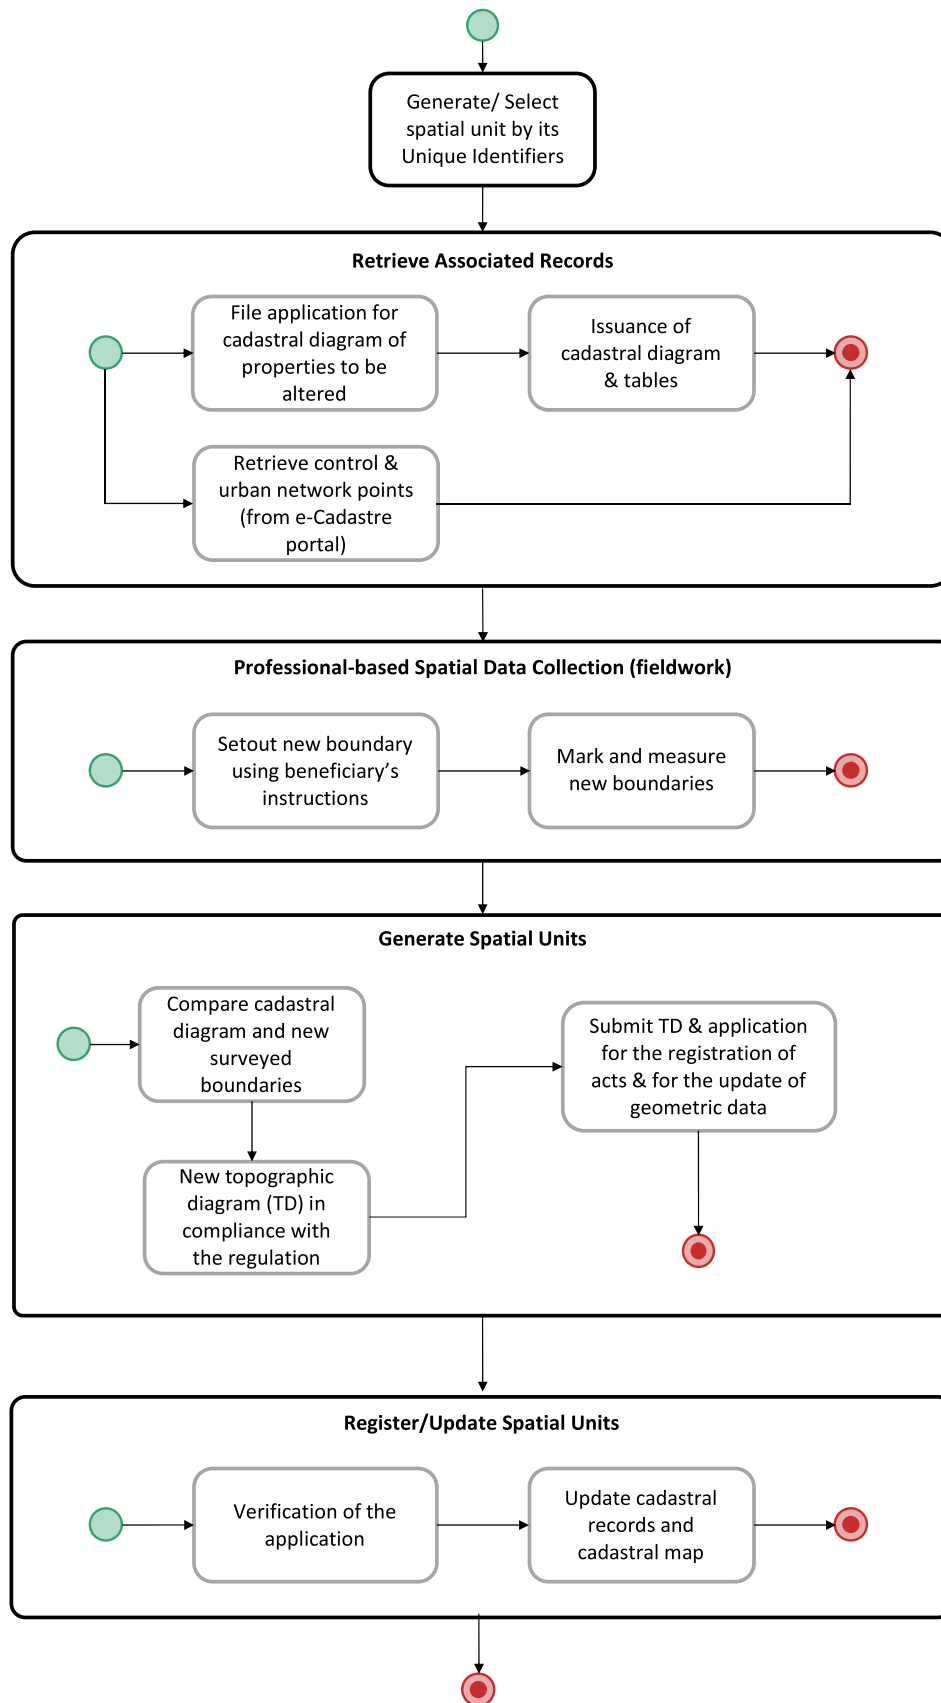 Generate/ Select
spatial unit by its
Unique Identifiers
Retrieve Associated Records
File application for
cadastral diagram of
properties to be
altered
Issuance of
cadastral diagram
& tables
Retrieve control &
urban network points
(from e-Cadastre
portal)
Professional-based Spatial Data Collection (fieldwork)
Setout new boundary
using beneficiary’s
instructions
Mark and measure
new boundaries
Generate Spatial Units
Compare cadastral
diagram and new
surveyed
boundaries
New topographic
diagram (TD) in
compliance with
the regulation
Submit TD & application
for the registration of
acts & for the update of
geometric data
Register/Update Spatial Units
Verification of the
application
Update cadastral
records and
cadastral map